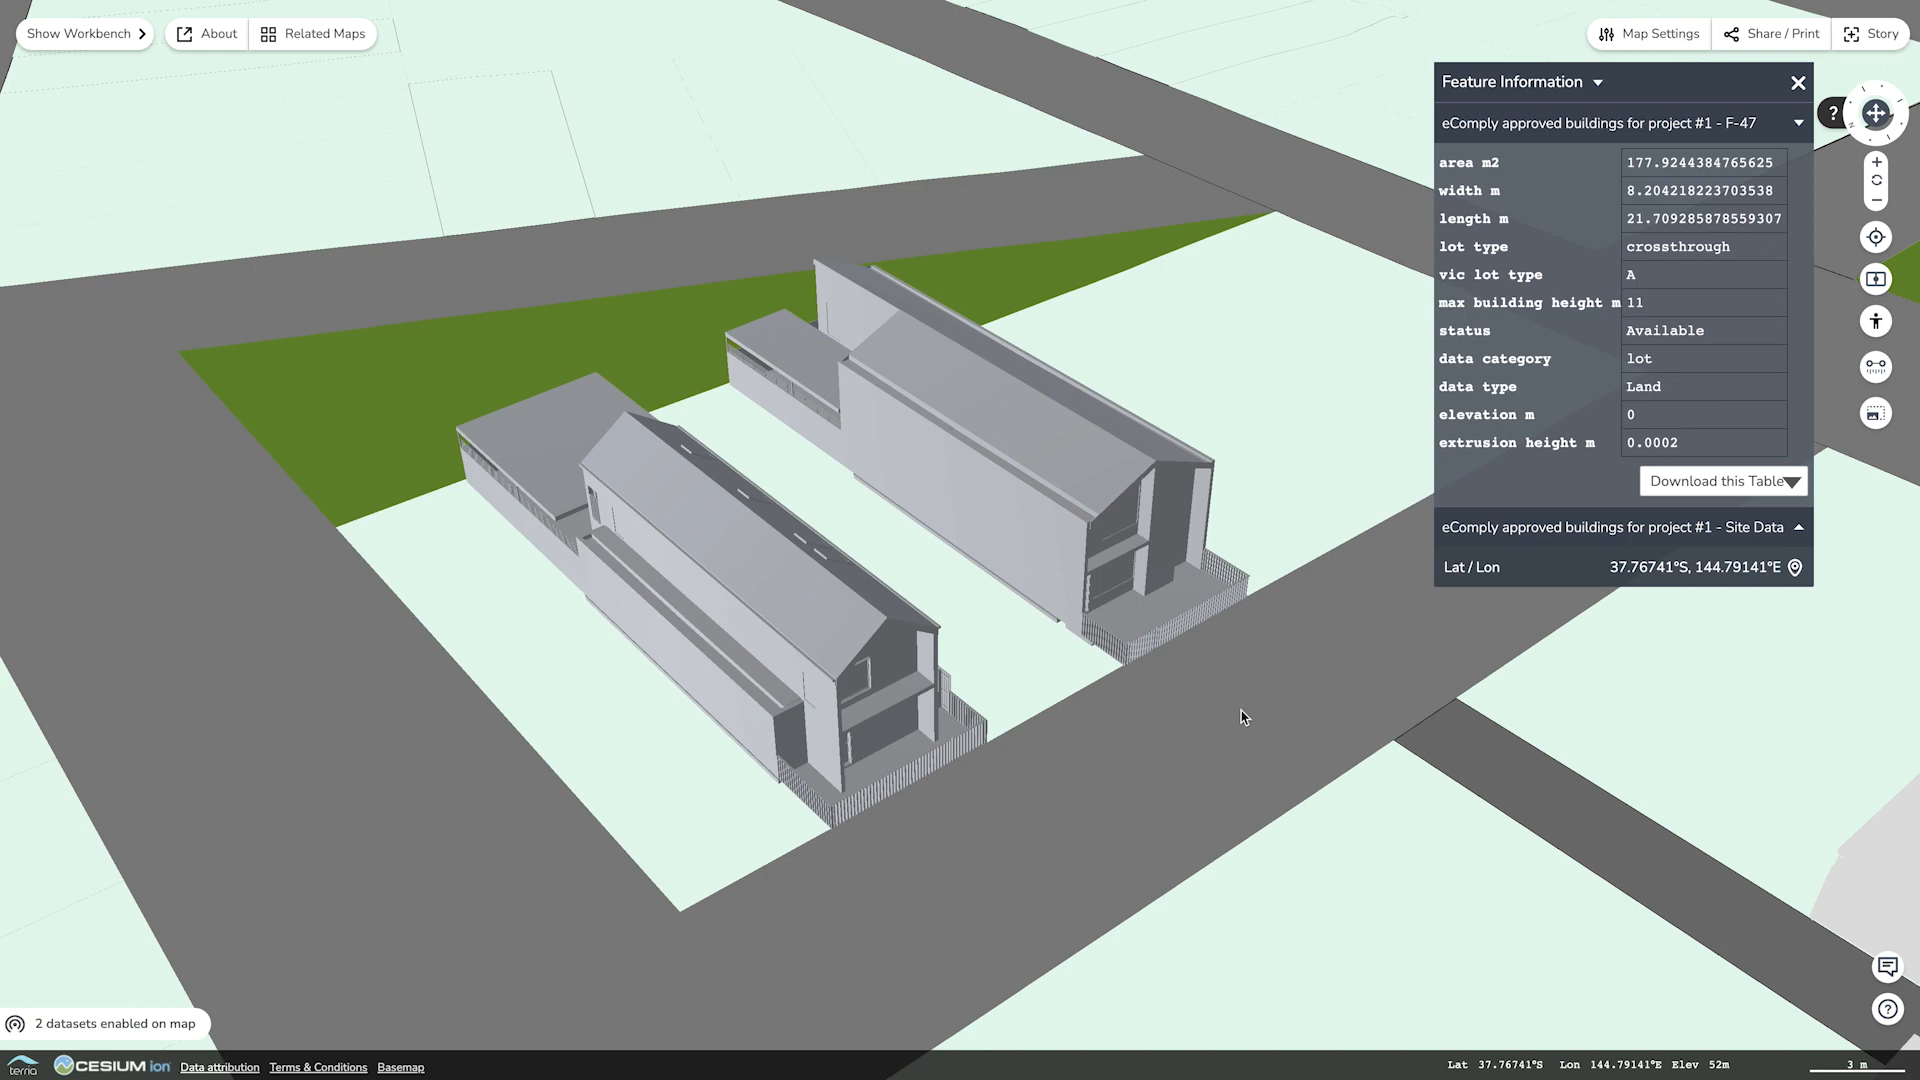 Show Workbench
About
Related Maps
Map Settings
Share / Print
Story
Feature Information
eComply approved buildings for project #1 - F-47
?
area m2 177.9244384765625
width m 8.204218223703538
length m 21.709285878559307
lot type crossthrough
vic lot type A
max building height m 11
status Available
data category lot
data type Land
elevation m 0
extrusion height m 0.0002
Download this Table
eComply approved buildings for project #1 - Site Data
Lat / Lon 37.76741°S, 144.79141°E
2 datasets enabled on map
terria
CESIUM ion
Data attribution
Terms & Conditions
Basemap
Lat 37.76741°S Lon 144.79141°E Elev 52m
3 m